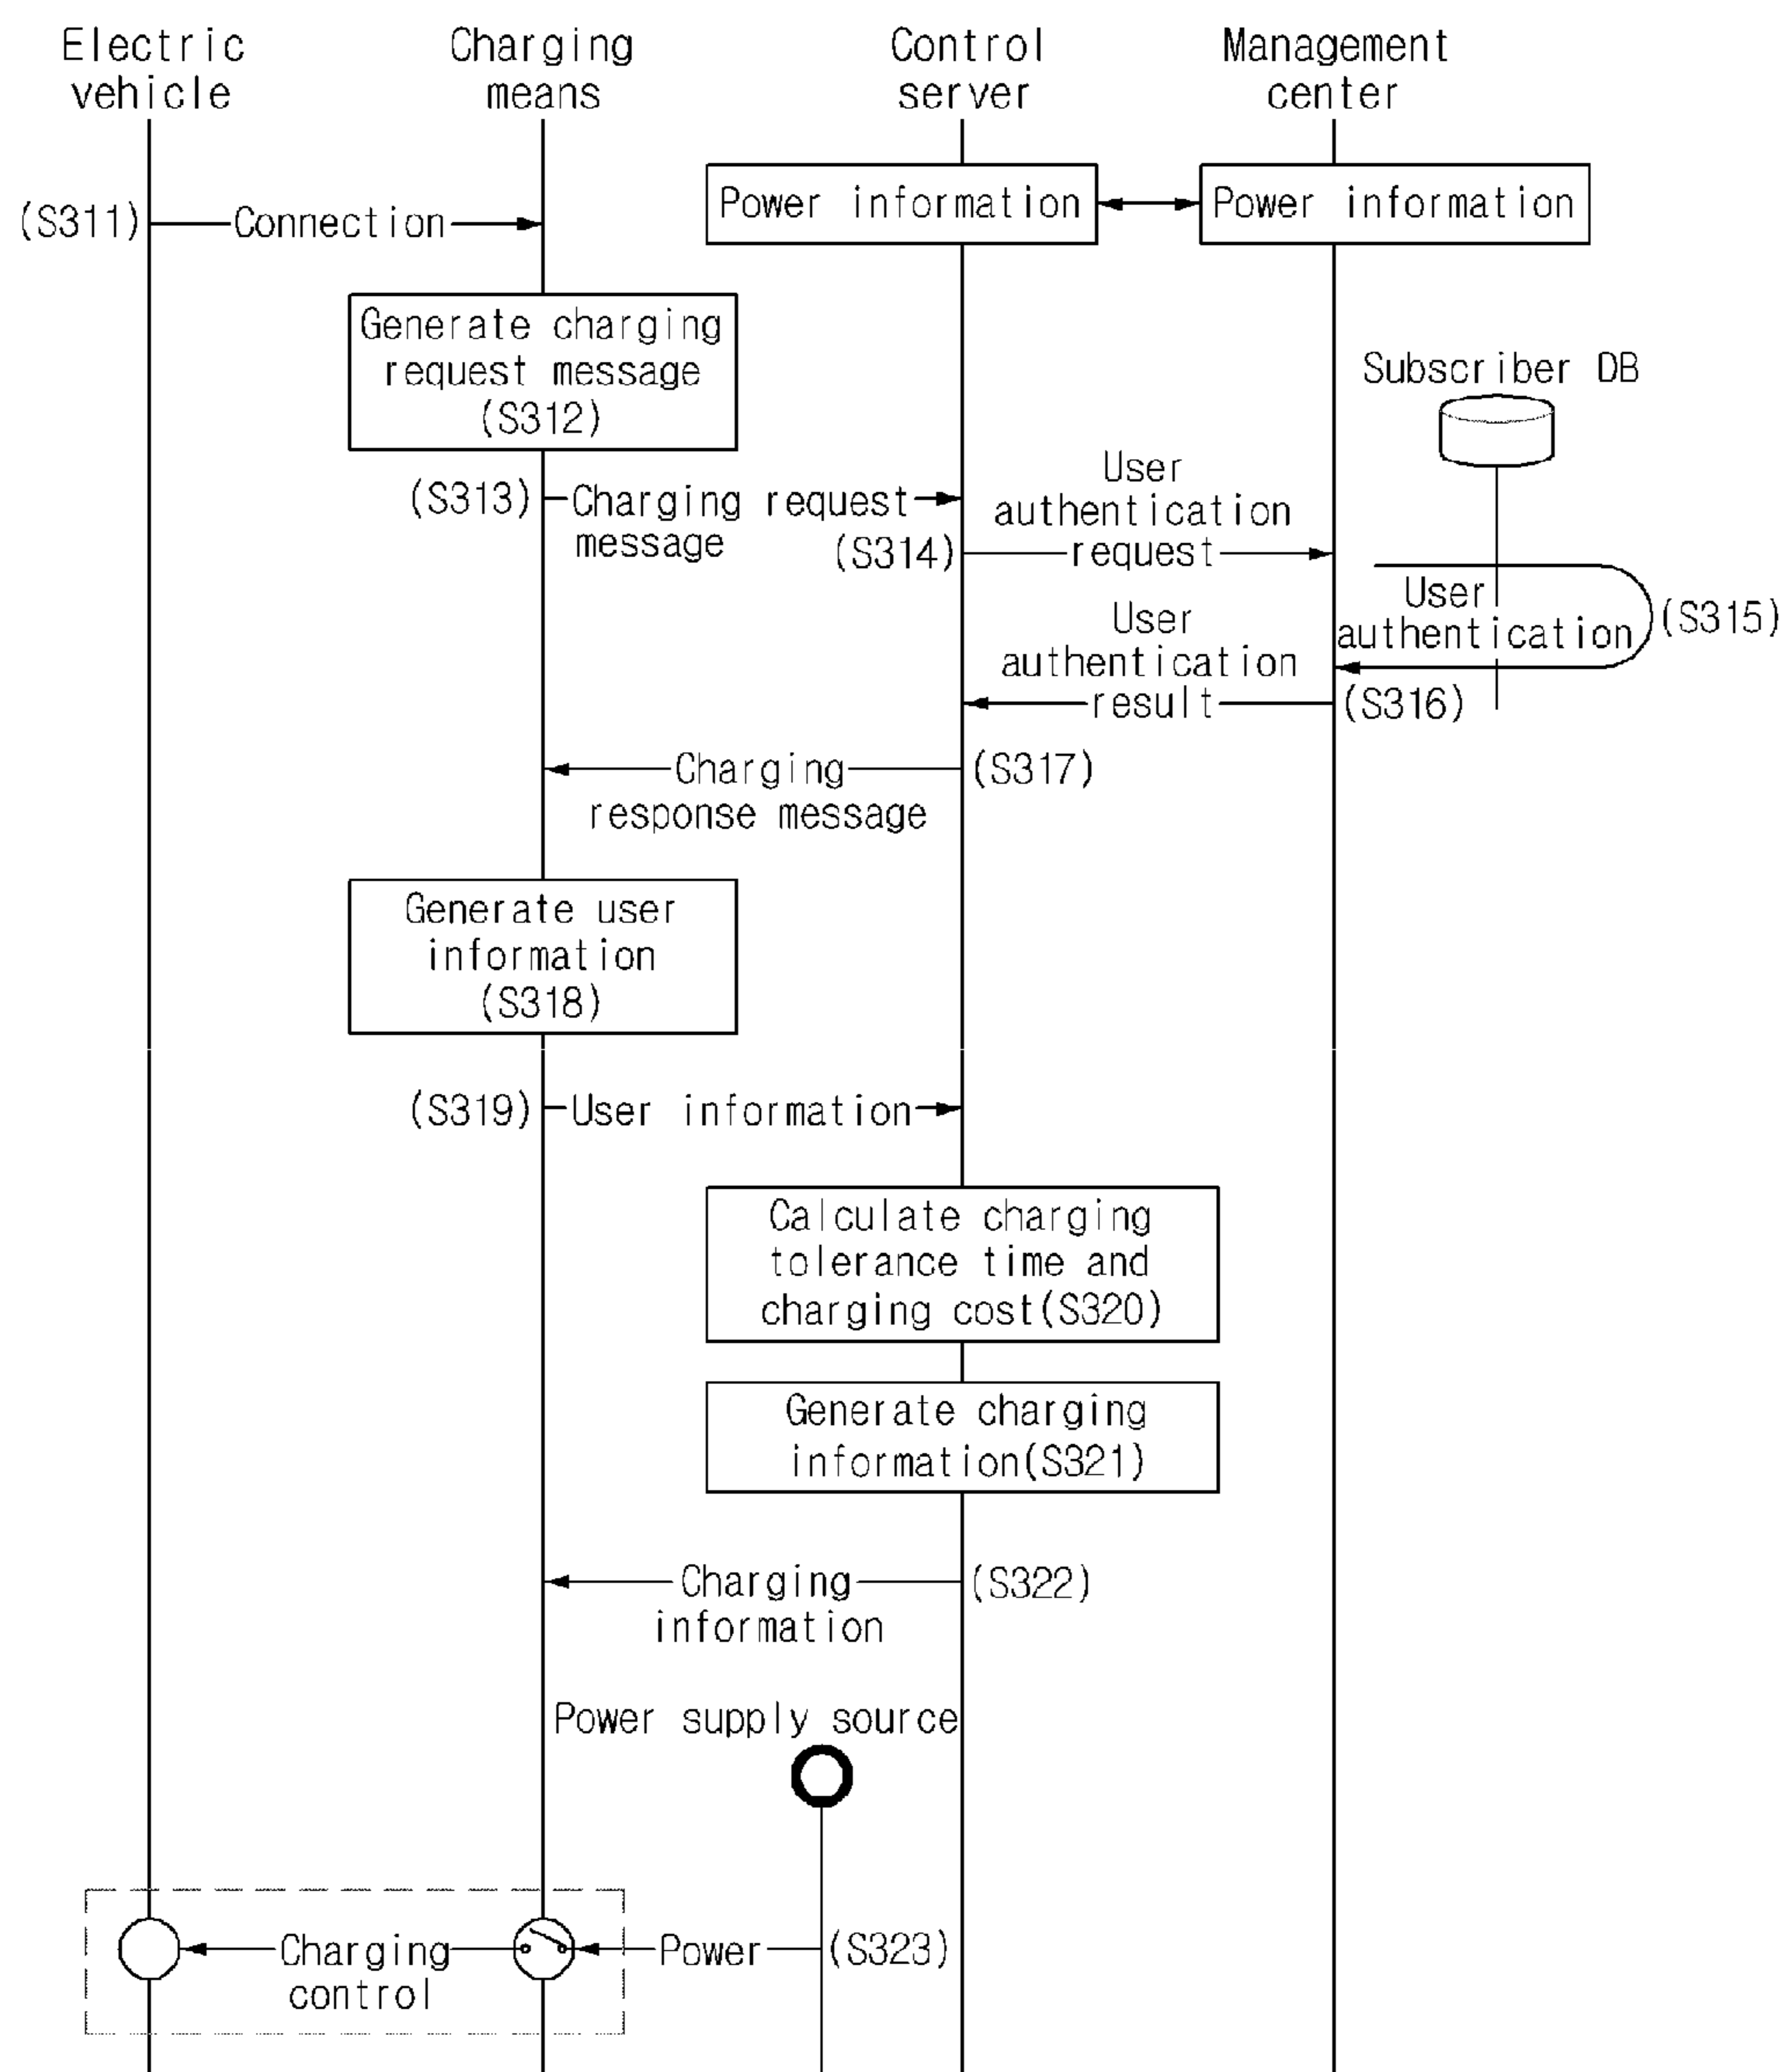 Electric
vehicle
Charging
means
Control
server
Management
center
Power information
Power information
(S311)
Connection
Generate charging
request message
(S312)
Subscriber DB
(S313)
Charging request
message
User
authentication
request
(S314)
User
authentication
(S315)
User
authentication
result
(S316)
Charging
response message
(S317)
Generate user
information
(S318)
(S319)
User information
Calculate charging
tolerance time and
charging cost(S320)
Generate charging
information(S321)
Charging
information
(S322)
Power supply source
Charging
control
Power
(S323)